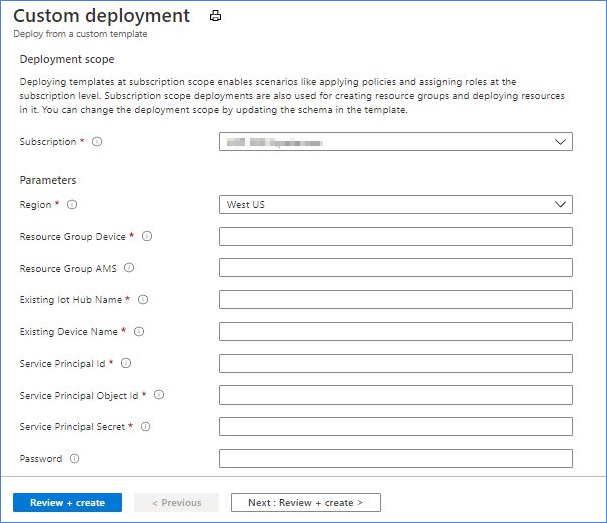 Custom deployment
Deploy from a custom template
Deployment scope
Deploying templates at subscription scope enables scenarios like applying policies and assigning roles at the
subscription level. Subscription scope deployments are also used for creating resource groups and deploying resources
in it. You can change the deployment scope by updating the schema in the template.
Subscription *
Parameters
Region * West US
Resource Group Device *
Resource Group AMS
Existing Iot Hub Name *
Existing Device Name *
Service Principal Id *
Service Principal Object Id *
Service Principal Secret *
Password
Review + create < Previous Next : Review + create >